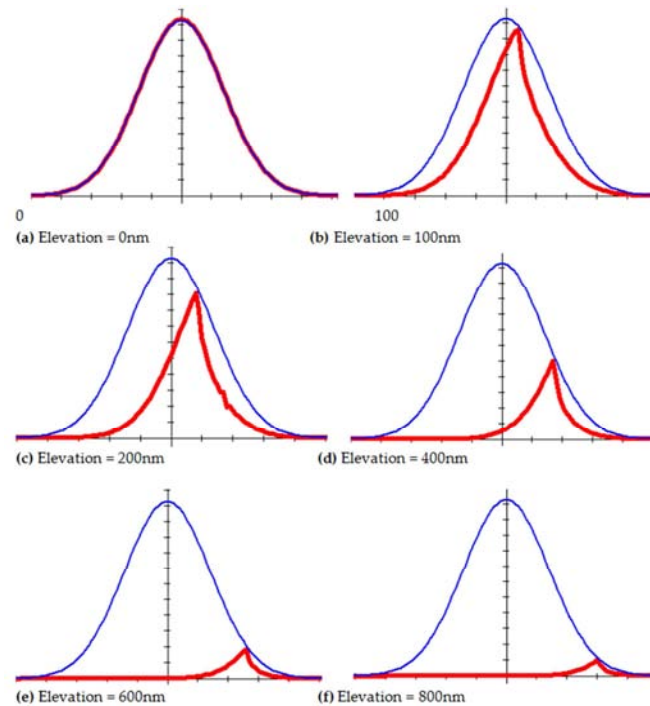 0
100
(a) Elevation = 0nm
(b) Elevation = 100nm
(c) Elevation = 200nm
(d) Elevation = 400nm
(e) Elevation = 600nm
(f) Elevation = 800nm